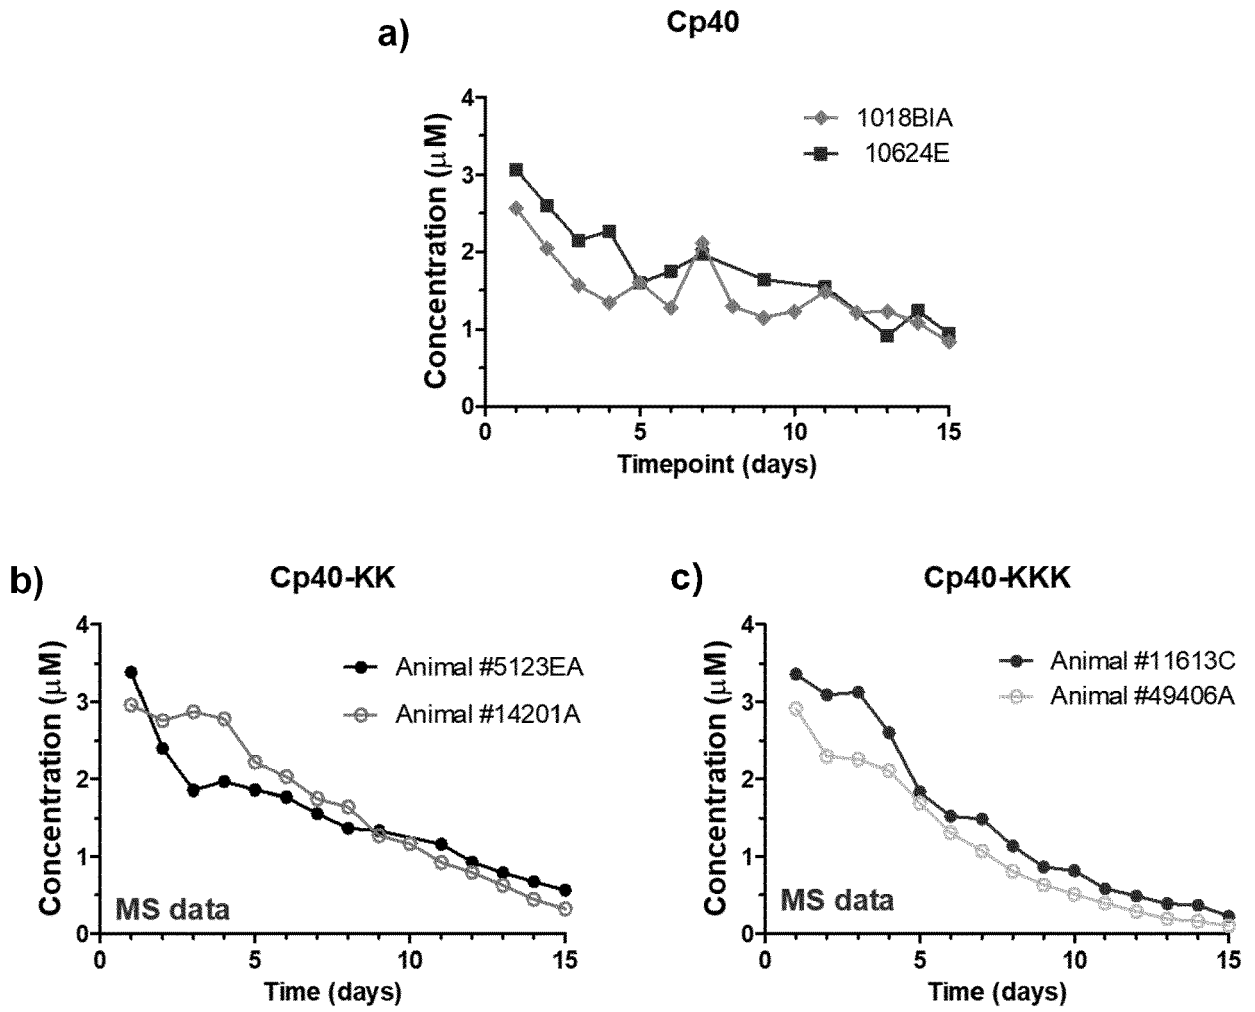 a)
Cp40
Concentration (µM)
4
3
2
1
0
1018BIA
10624E
0 5 10 15
Timepoint (days)
b)
Cp40-KK
Concentration (µM)
4
3
2
1
0
Animal #5123EA
Animal #14201A
MS data
0 5 10 15
Time (days)
c)
Cp40-KKK
Concentration (µM)
4
3
2
1
0
Animal #11613C
Animal #49406A
MS data
0 5 10 15
Time (days)